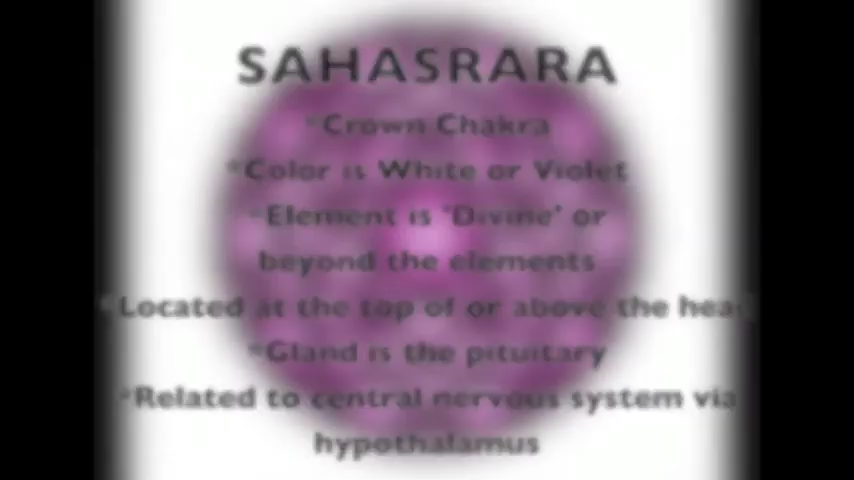 SAHASRARA
*Crown Chakra
*Color is White or Violet
*Element is 'Divine' or
beyond the elements
*Located at the top of or above the head
*Gland is the pituitary
*Related to central nervous system via
hypothalamus